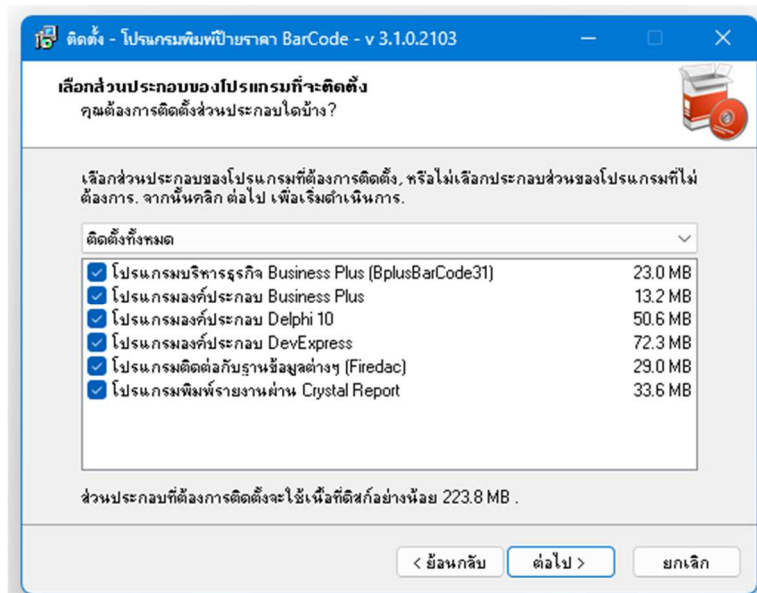 ติดตั้ง - โปรแกรมพิมพ์ป้ายราคา BarCode - v 3.1.0.2103
เลือกส่วนประกอบของโปรแกรมที่จะติดตั้ง
คุณต้องการติดตั้งส่วนประกอบใดบ้าง?
เลือกส่วนประกอบของโปรแกรมที่ต้องการติดตั้ง, หรือไม่เลือกประกอบส่วนของโปรแกรมที่ไม่
ต้องการ. จากนั้นคลิก ต่อไป เพื่อเริ่มดำเนินการ.
ติดตั้งทั้งหมด
โปรแกรมบริหารธุรกิจ Business Plus (BplusBarCode31) 23.0 MB
โปรแกรมองค์ประกอบ Business Plus 13.2 MB
โปรแกรมองค์ประกอบ Delphi 10 50.6 MB
โปรแกรมองค์ประกอบ DevExpress 72.3 MB
โปรแกรมติดต่อกับฐานข้อมูลต่างๆ (Firedac) 29.0 MB
โปรแกรมพิมพ์รายงานผ่าน Crystal Report 33.6 MB
ส่วนประกอบที่ต้องการติดตั้งจะใช้เนื้อที่ดิสก์อย่างน้อย 223.8 MB .
< ย้อนกลับ ต่อไป > ยกเลิก